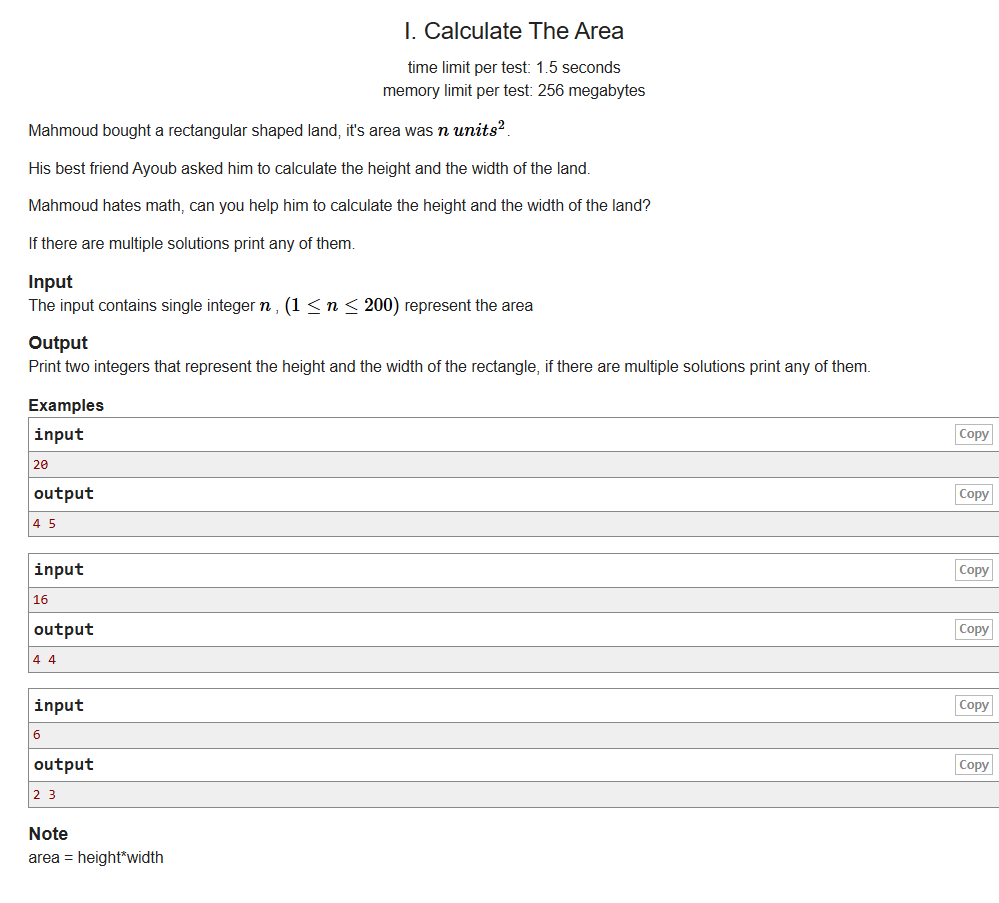 I. Calculate The Area
time limit per test: 1.5 seconds
memory limit per test: 256 megabytes
Mahmoud bought a rectangular shaped land, it's area was n units².
His best friend Ayoub asked him to calculate the height and the width of the land.
Mahmoud hates math, can you help him to calculate the height and the width of the land?
If there are multiple solutions print any of them.
Input
The input contains single integer n , (1 ≤ n ≤ 200) represent the area
Output
Print two integers that represent the height and the width of the rectangle, if there are multiple solutions print any of them.
Examples
input Copy
20
output Copy
4 5
input Copy
16
output Copy
4 4
input Copy
6
output Copy
2 3
Note
area = height*width